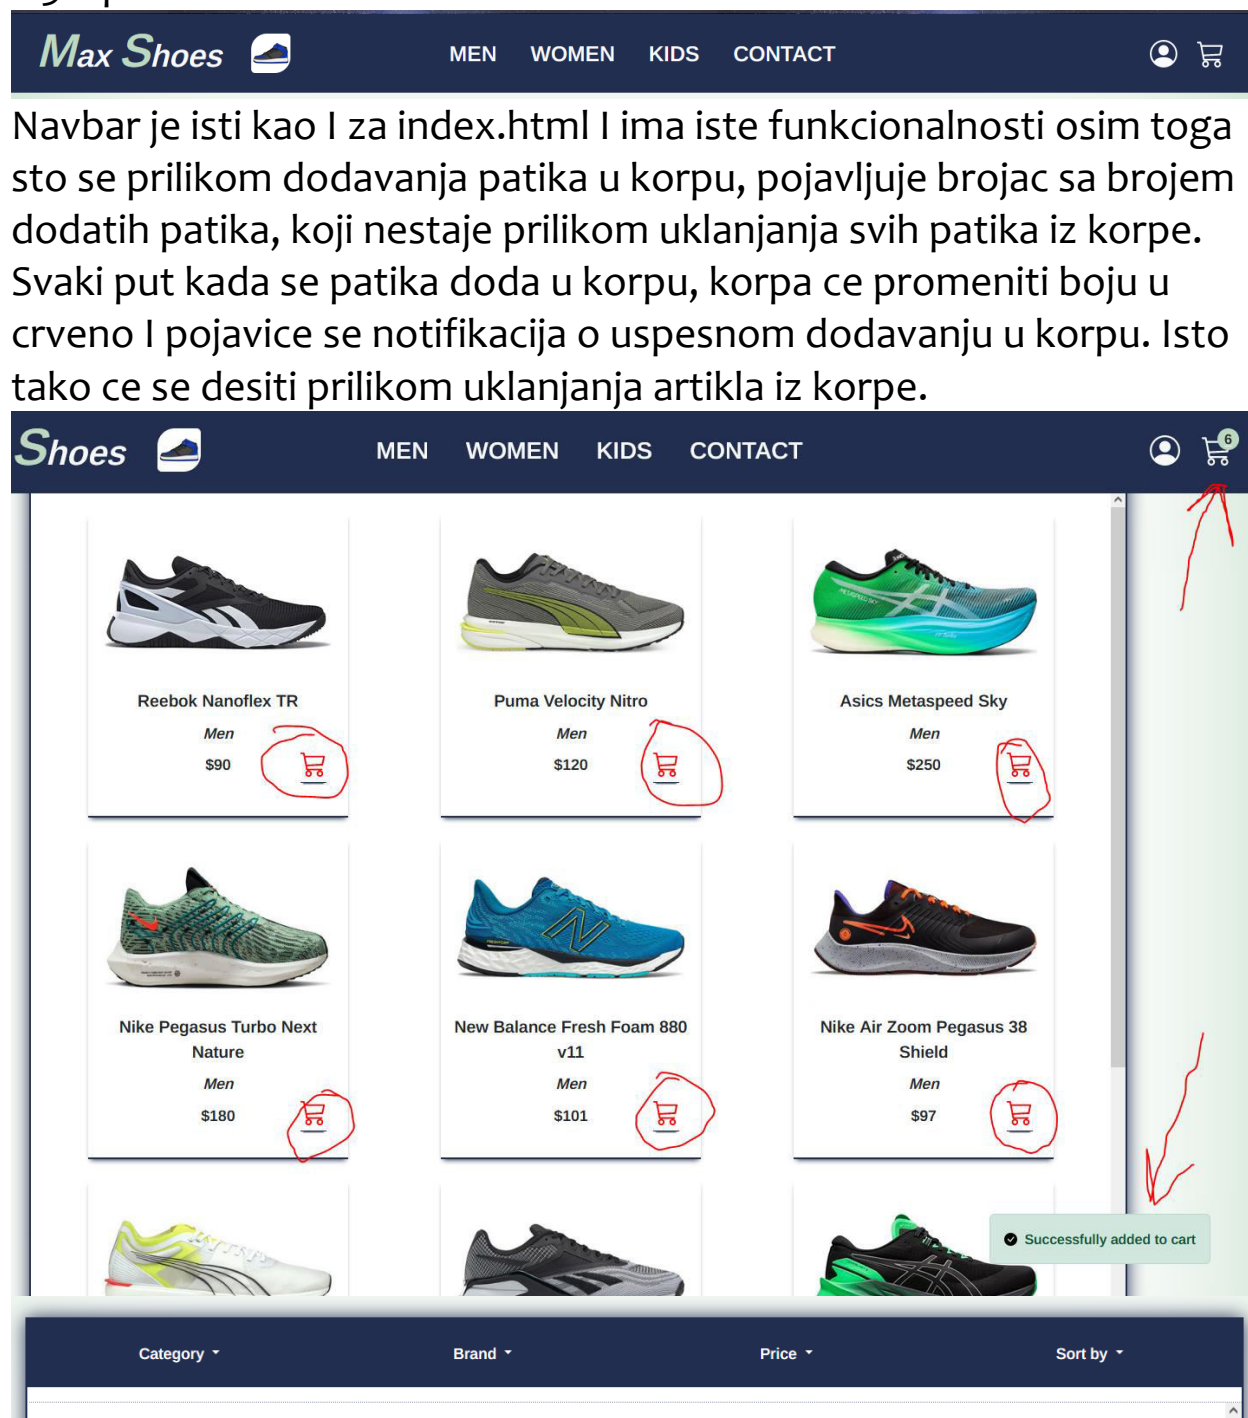 Max Shoes MEN WOMEN KIDS CONTACT
Navbar je isti kao I za index.html I ima iste funkcionalnosti osim toga
sto se prilikom dodavanja patika u korpu, pojavljuje brojac sa brojem
dodatih patika, koji nestaje prilikom uklanjanja svih patika iz korpe.
Svaki put kada se patika doda u korpu, korpa ce promeniti boju u
crveno I pojavice se notifikacija o uspesnom dodavanju u korpu. Isto
tako ce se desiti prilikom uklanjanja artikla iz korpe.
Shoes MEN WOMEN KIDS CONTACT 6
Reebok Nanoflex TR
Men
$90
Puma Velocity Nitro
Men
$120
Asics Metaspeed Sky
Men
$250
Nike Pegasus Turbo Next
Nature
Men
$180
New Balance Fresh Foam 880
v11
Men
$101
Nike Air Zoom Pegasus 38
Shield
Men
$97
Successfully added to cart
Category Brand Price Sort by